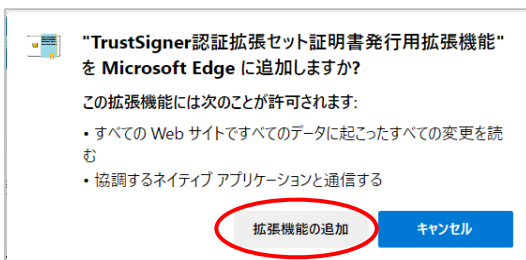 "TrustSigner認証拡張セット証明書発行用拡張機能"
を Microsoft Edge に追加しますか?
この拡張機能には次のことが許可されます:
• すべての Web サイトですべてのデータに起こったすべての変更を読
む
• 協調するネイティブ アプリケーションと通信する
拡張機能の追加 キャンセル